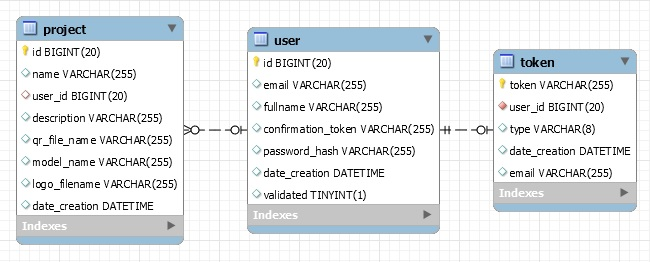 project
id BIGINT(20)
name VARCHAR(255)
user_id BIGINT(20)
description VARCHAR(255)
qr_file_name VARCHAR(255)
model_name VARCHAR(255)
logo_filename VARCHAR(255)
date_creation DATETIME
Indexes
user
id BIGINT(20)
email VARCHAR(255)
fullname VARCHAR(255)
confirmation_token VARCHAR(255)
password_hash VARCHAR(255)
date_creation DATETIME
validated TINYINT(1)
Indexes
token
token VARCHAR(255)
user_id BIGINT(20)
type VARCHAR(8)
date_creation DATETIME
email VARCHAR(255)
Indexes